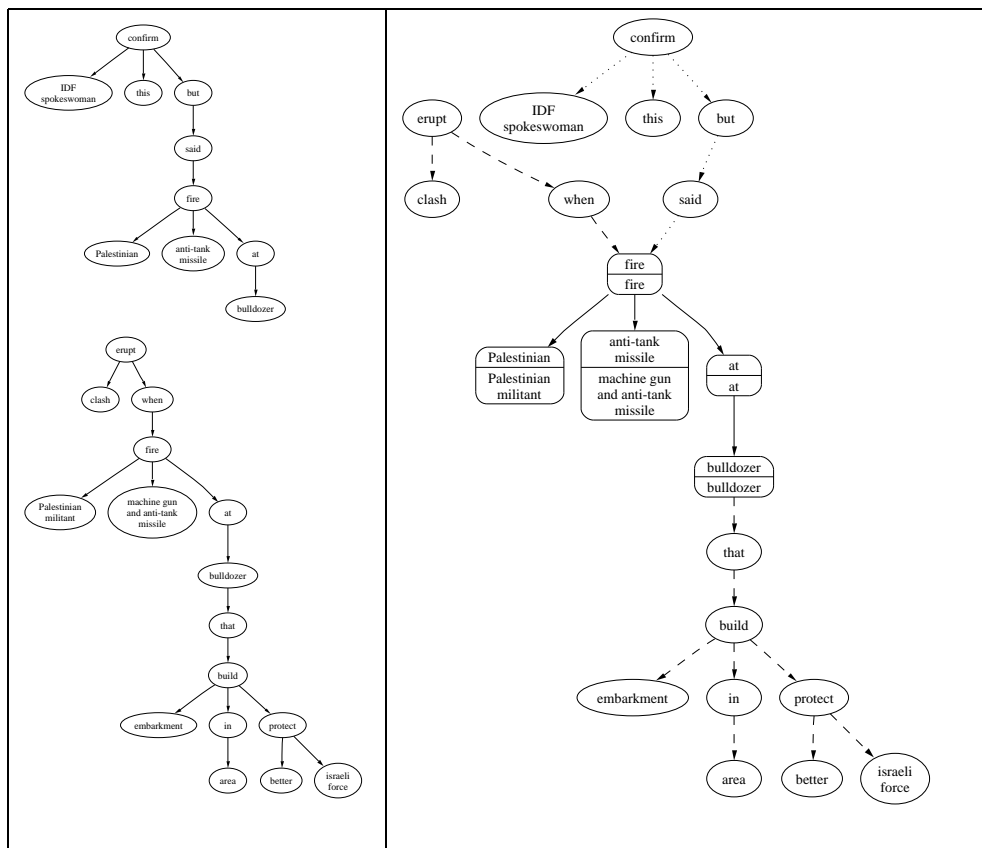 confirm
IDF
spokeswoman
this
but
said
fire
Palestinian
anti-tank
missile
at
bulldozer
erupt
clash
when
fire
Palestinian
militant
machine gun
and anti-tank
missile
at
bulldozer
that
build
embarkment
in
protect
area
better
israeli
force
confirm
IDF
spokeswoman
this
but
erupt
clash
when
said
fire
fire
Palestinian
Palestinian
militant
anti-tank
missile
machine gun
and anti-tank
missile
at
at
bulldozer
bulldozer
that
build
embarkment
in
protect
area
better
israeli
force